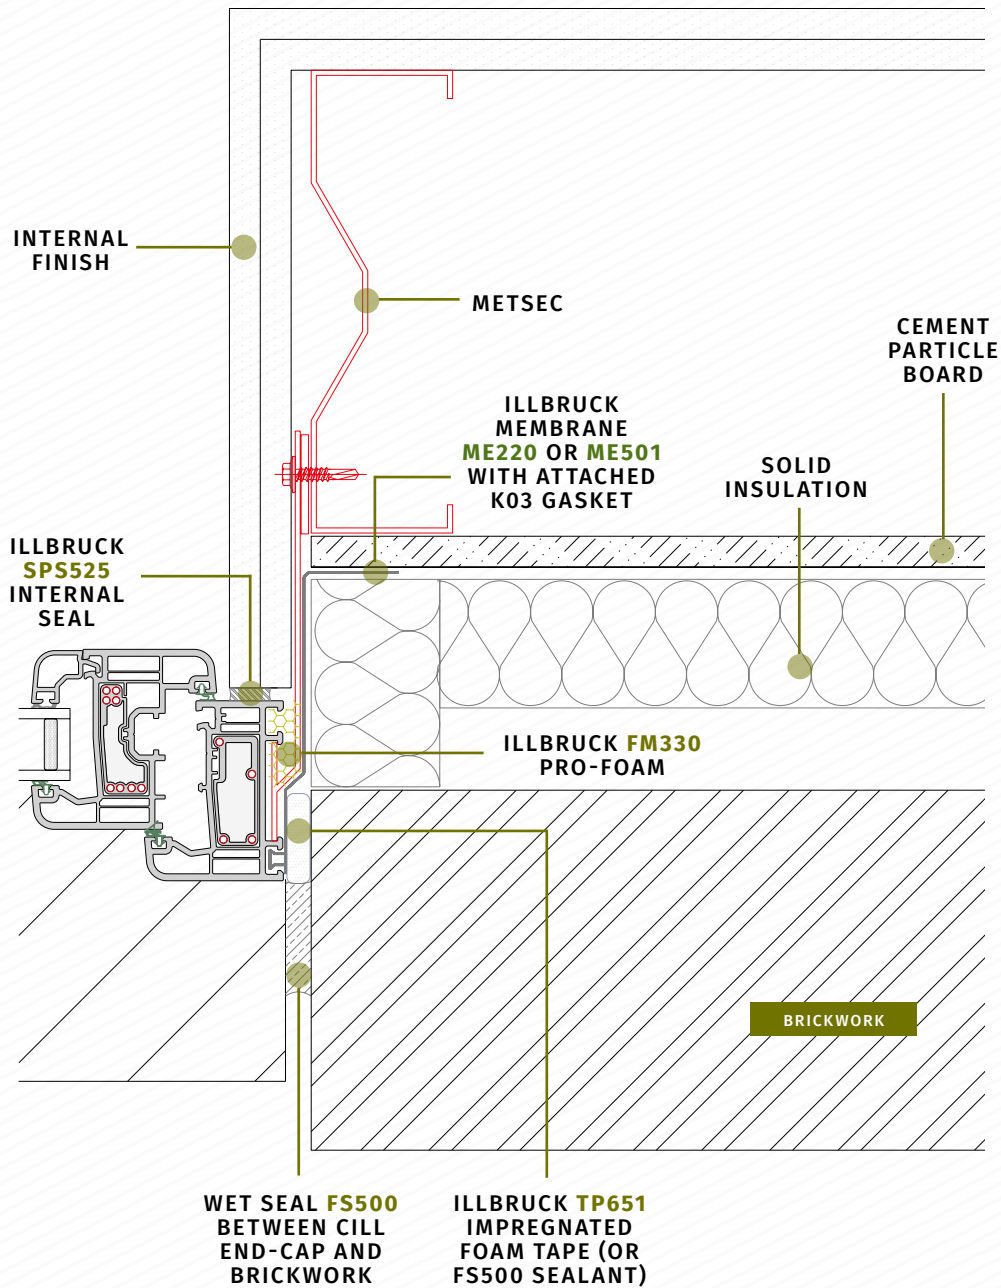 INTERNAL
FINISH
METSEC
CEMENT
PARTICLE
BOARD
ILLBRUCK
MEMBRANE
ME220 OR ME501
WITH ATTACHED
K03 GASKET
SOLID
INSULATION
ILLBRUCK
SPS525
INTERNAL
SEAL
ILLBRUCK FM330
PRO-FOAM
BRICKWORK
WET SEAL FS500
BETWEEN CILL
END-CAP AND
BRICKWORK
ILLBRUCK TP651
IMPREGNATED
FOAM TAPE (OR
FS500 SEALANT)